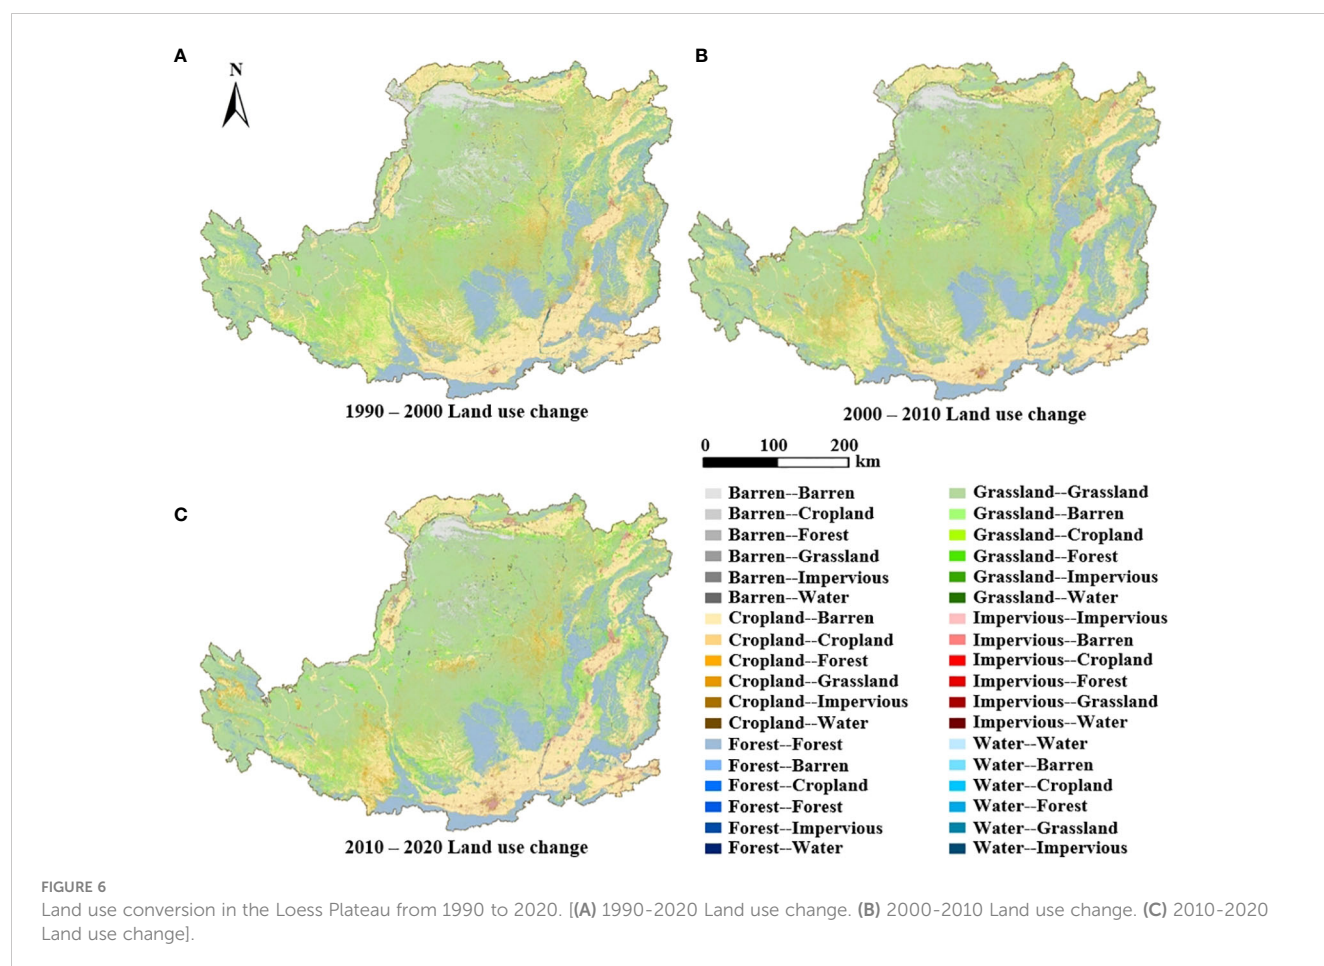 A
B
N
1990 – 2000 Land use change
2000 – 2010 Land use change
0 100 200
km
C
Barren--Barren
Barren--Cropland
Barren--Forest
Barren--Grassland
Barren--Impervious
Barren--Water
Cropland--Barren
Cropland--Cropland
Cropland--Forest
Cropland--Grassland
Cropland--Impervious
Cropland--Water
Forest--Forest
Forest--Barren
Forest--Cropland
Forest--Forest
Forest--Impervious
Forest--Water
Grassland--Grassland
Grassland--Barren
Grassland--Cropland
Grassland--Forest
Grassland--Impervious
Grassland--Water
Impervious--Impervious
Impervious--Barren
Impervious--Cropland
Impervious--Forest
Impervious--Grassland
Impervious--Water
Water--Water
Water--Barren
Water--Cropland
Water--Forest
Water--Grassland
Water--Impervious
2010 – 2020 Land use change
FIGURE 6
Land use conversion in the Loess Plateau from 1990 to 2020. [(A) 1990-2020 Land use change. (B) 2000-2010 Land use change. (C) 2010-2020
Land use change].